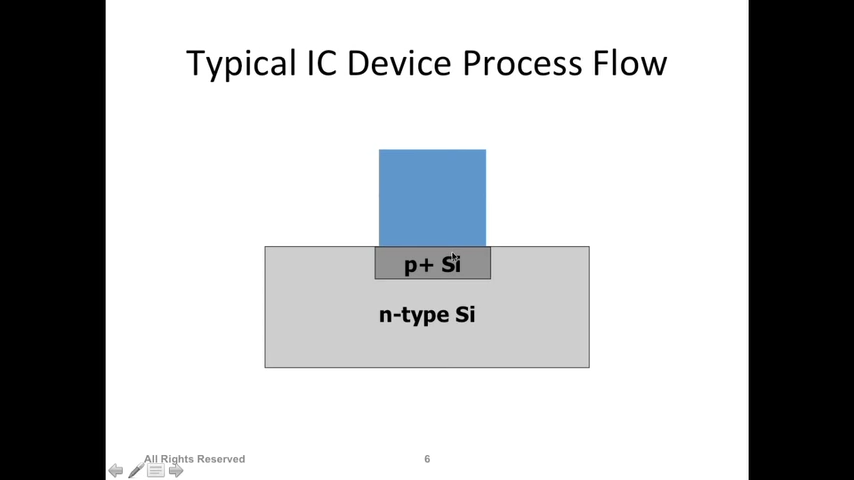 Typical IC Device Process Flow
p+ Si
n-type Si
All Rights Reserved
6